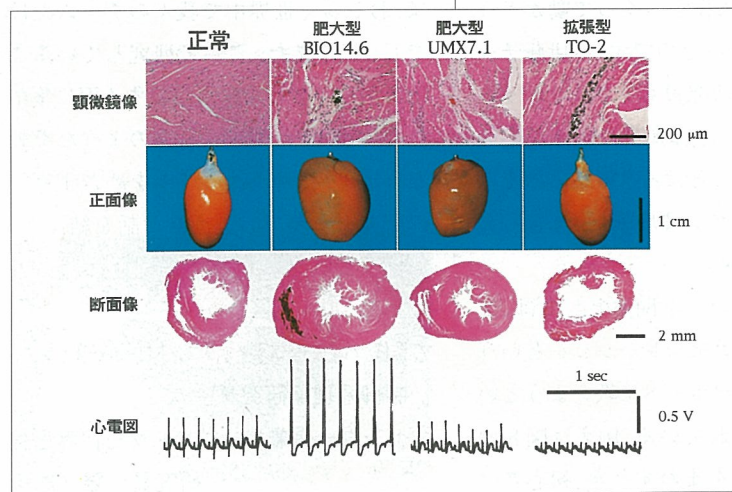 正常
肥大型
BIO14.6
肥大型
UMX7.1
拡張型
TO-2
顕微鏡像
200 μm
正面像
1 cm
断面像
2 mm
心電図
1 sec
0.5 V